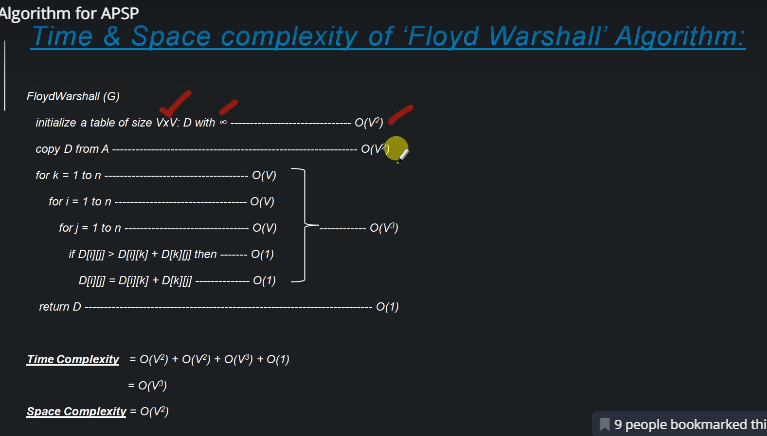 Algorithm for APSP
Time & Space complexity of ‘Floyd Warshall’ Algorithm:
FloydWarshall (G)
initialize a table of size VxV: D with ∞ ------------------------------ O(V²)
copy D from A ------------------------------------------------------------ O(V²)
for k = 1 to n ----------------------------------- O(V)
for i = 1 to n -------------------------------- O(V)
for j = 1 to n ------------------------------ O(V)
------------ O(V³)
if D[i][j] > D[i][k] + D[k][j] then ------- O(1)
D[i][j] = D[i][k] + D[k][j] -------------- O(1)
return D ---------------------------------------------------------------------- O(1)
Time Complexity = O(V²) + O(V²) + O(V³) + O(1)
= O(V³)
Space Complexity = O(V²)
9 people bookmarked thi